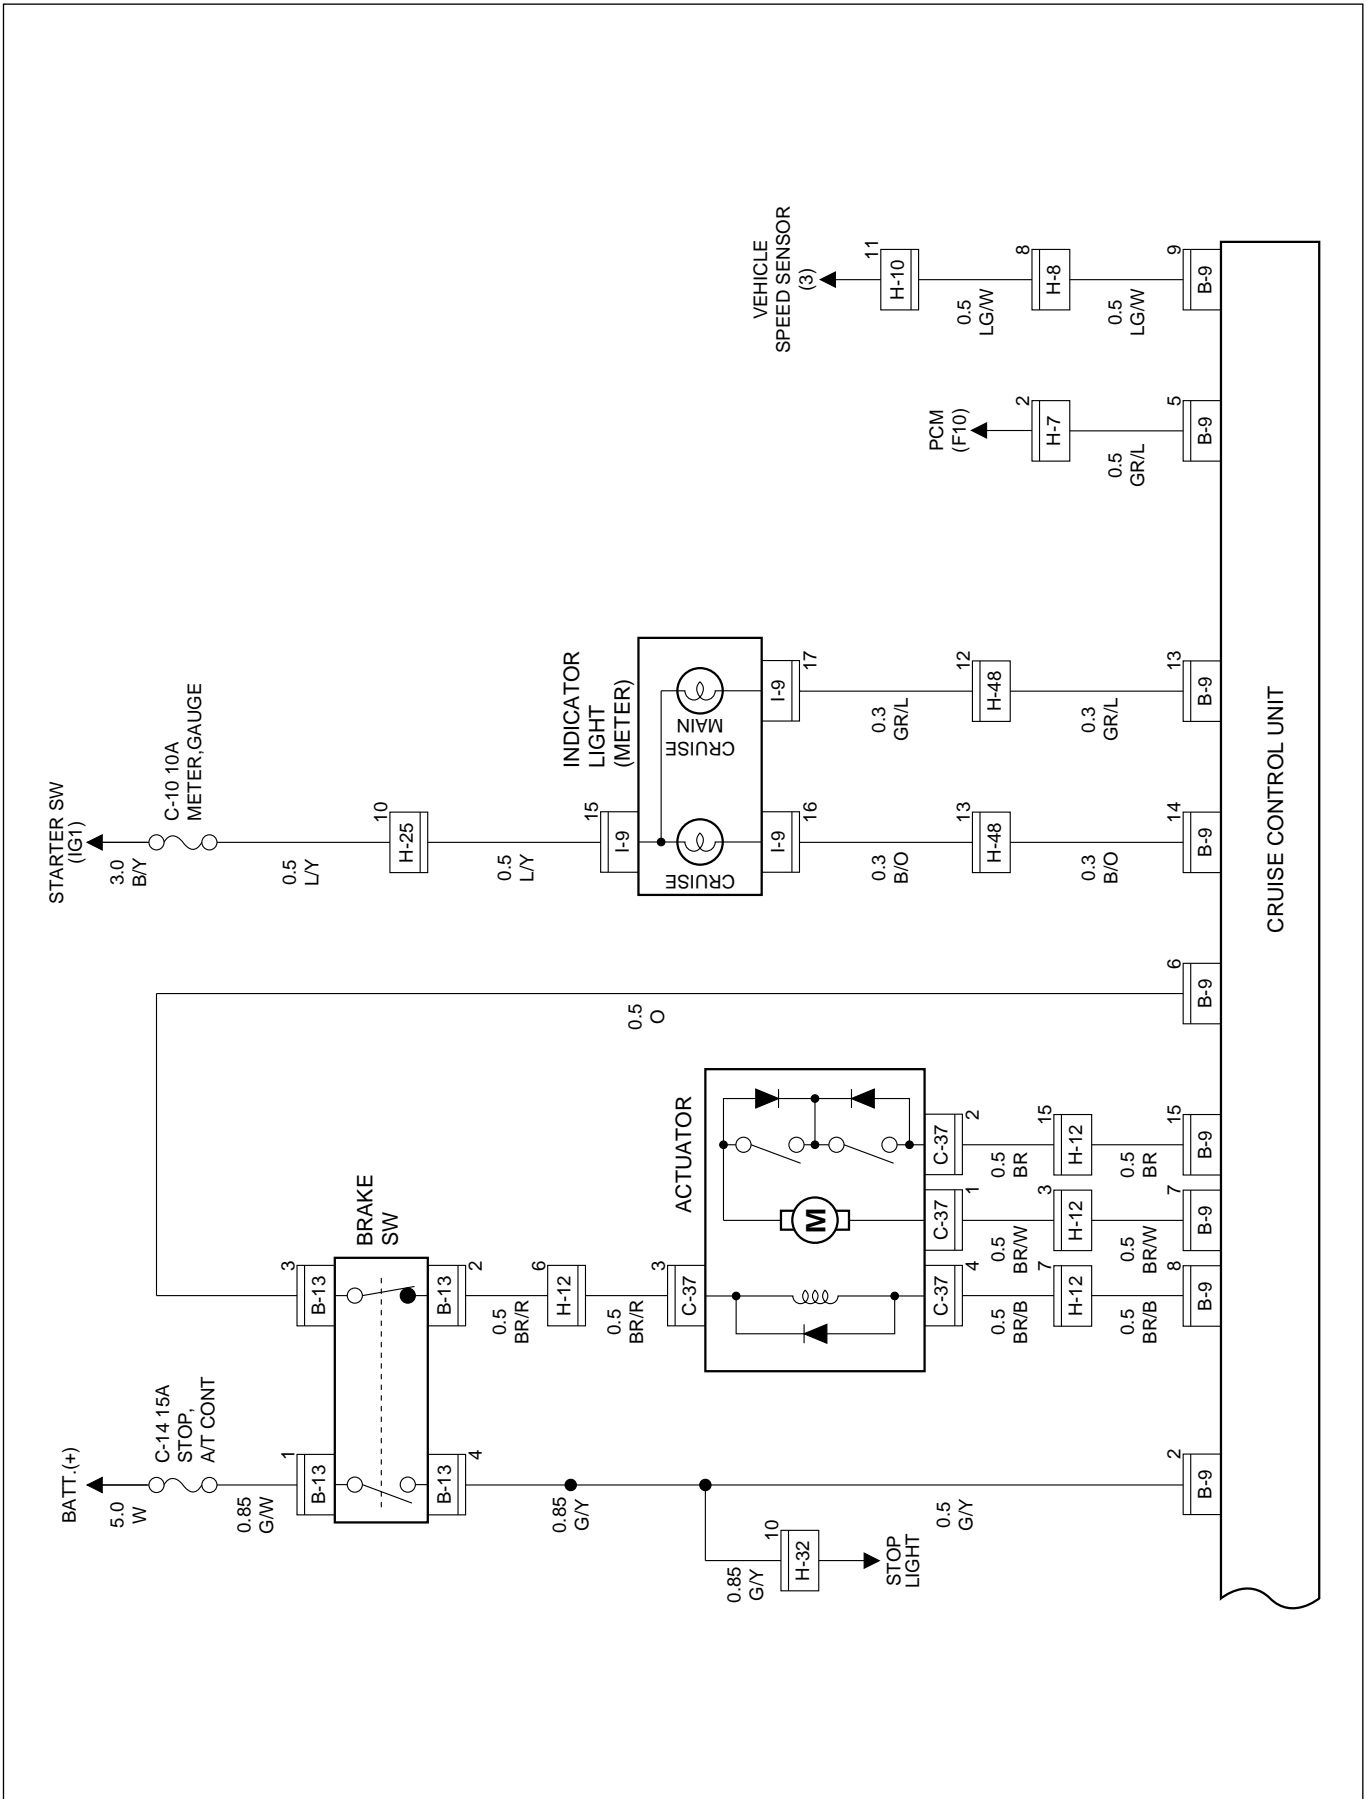 BATT.(+)
5.0
W
C-14 15A
STOP,
A/T CONT
0.85
G/W
1
B-13
3
B-13
BRAKE
SW
B-13
4
B-13
2
0.85
G/Y
0.85
G/Y
10
H-32
STOP
LIGHT
0.5
G/Y
2
B-9
0.5
BR/R
6
H-12
0.5
BR/R
3
C-37
ACTUATOR
M
C-37
4
C-37
1
C-37
2
0.5
BR/B
7
H-12
0.5
BR/B
8
B-9
0.5
BR/W
3
H-12
0.5
BR/W
7
B-9
0.5
BR
15
H-12
0.5
BR
15
B-9
0.5
O
6
B-9
STARTER SW
(IG1)
3.0
B/Y
C-10 10A
METER,GAUGE
0.5
L/Y
10
H-25
0.5
L/Y
15
I-9
INDICATOR
LIGHT
(METER)
CRUISE
CRUISE
MAIN
I-9
16
I-9
17
0.3
B/O
13
H-48
0.3
B/O
14
B-9
0.3
GR/L
12
H-48
0.3
GR/L
13
B-9
PCM
(F10)
2
H-7
0.5
GR/L
5
B-9
VEHICLE
SPEED SENSOR
(3)
11
H-10
0.5
LG/W
8
H-8
0.5
LG/W
9
B-9
CRUISE CONTROL UNIT